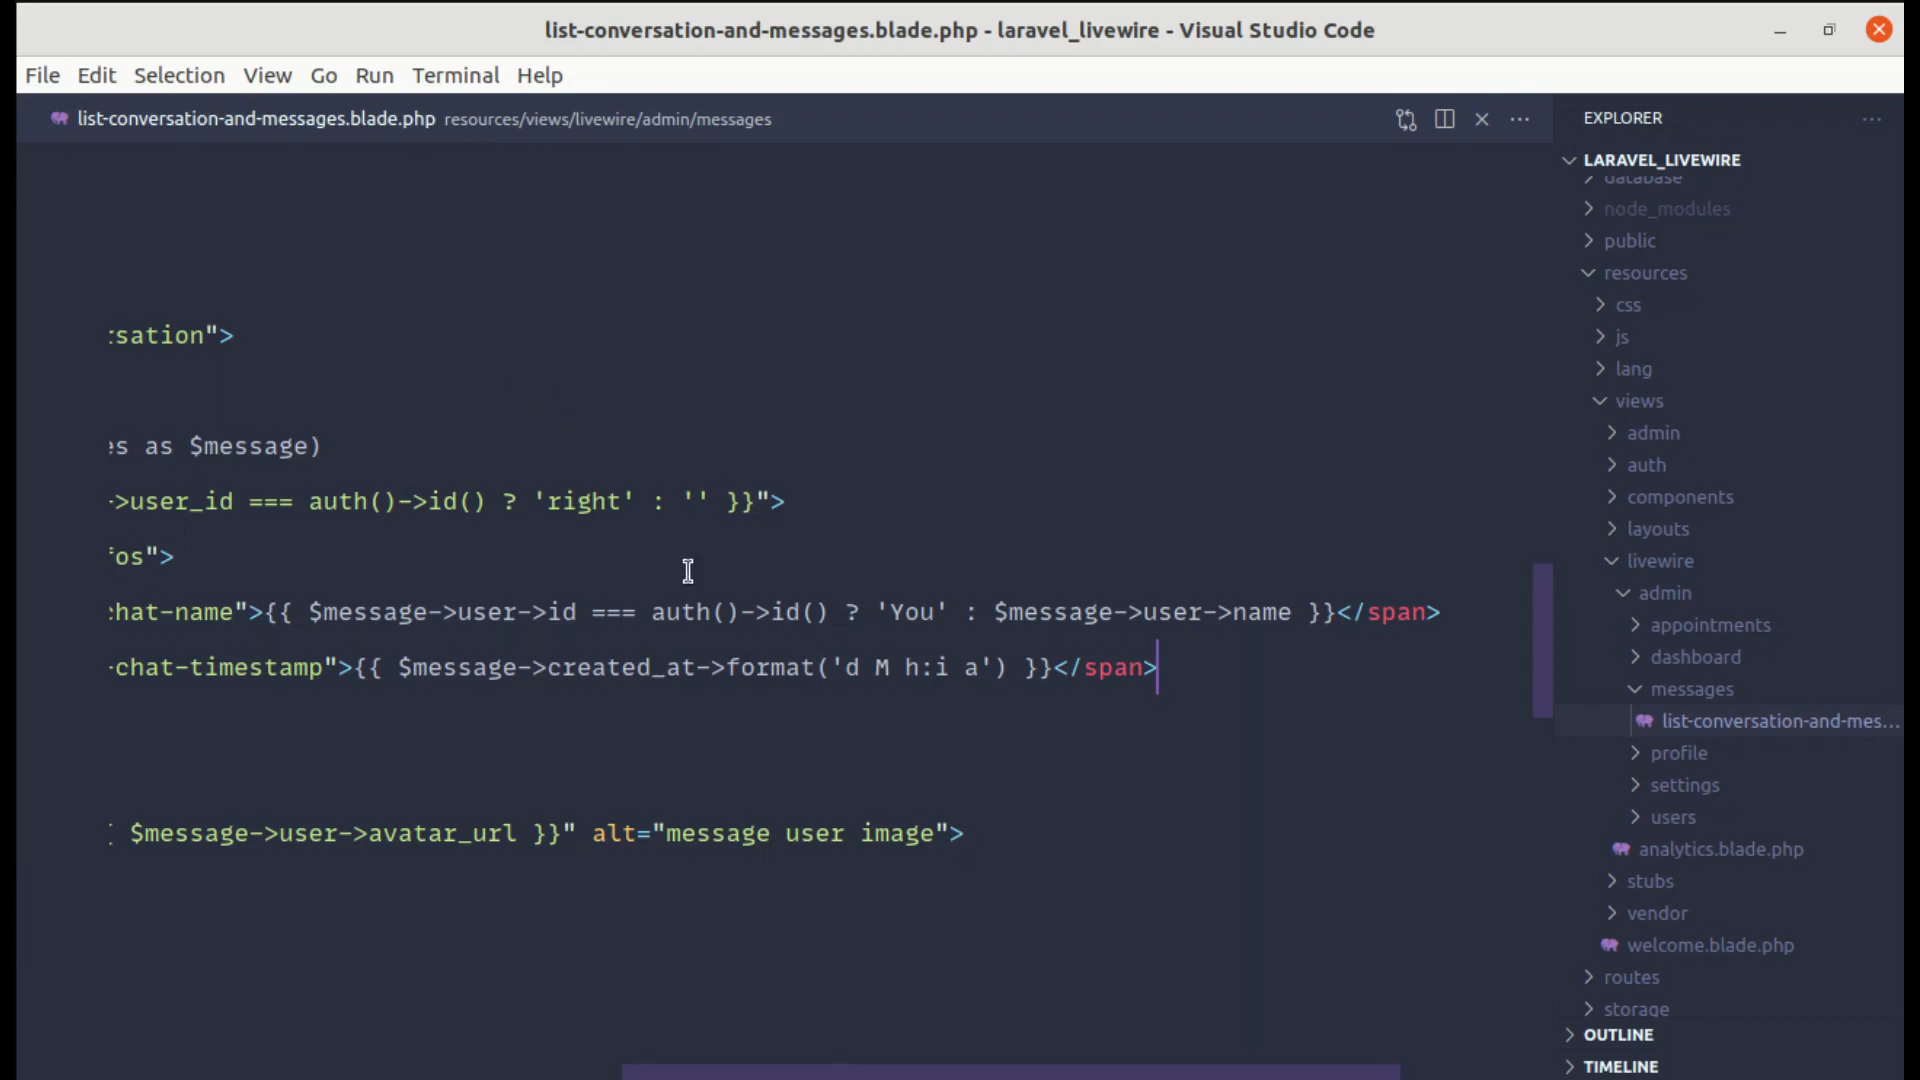 list-conversation-and-messages.blade.php - laravel_livewire - Visual Studio Code
File Edit Selection View Go Run Terminal Help
list-conversation-and-messages.blade.php resources/views/livewire/admin/messages
sation">
s as $message)
->user_id === auth()->id() ? 'right' : '' }}">
os">
hat-name">{{ $message->user->id === auth()->id() ? 'You' : $message->user->name }}</span>
-chat-timestamp">{{ $message->created_at->format('d M h:i a') }}</span>
$message->user->avatar_url }}" alt="message user image">
EXPLORER
LARAVEL_LIVEWIRE
database
node_modules
public
resources
css
js
lang
views
admin
auth
components
layouts
livewire
admin
appointments
dashboard
messages
list-conversation-and-mes...
profile
settings
users
analytics.blade.php
stubs
vendor
welcome.blade.php
routes
storage
OUTLINE
TIMELINE